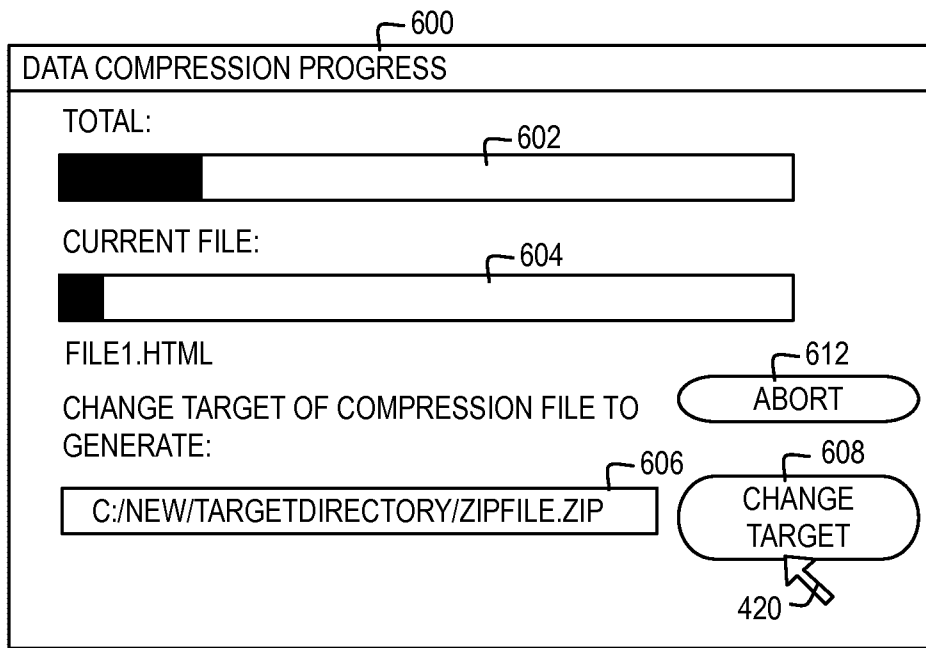 600
DATA COMPRESSION PROGRESS
TOTAL:
602
CURRENT FILE:
604
FILE1.HTML
612
ABORT
CHANGE TARGET OF COMPRESSION FILE TO
GENERATE:
606
608
C:/NEW/TARGETDIRECTORY/ZIPFILE.ZIP
CHANGE
TARGET
420